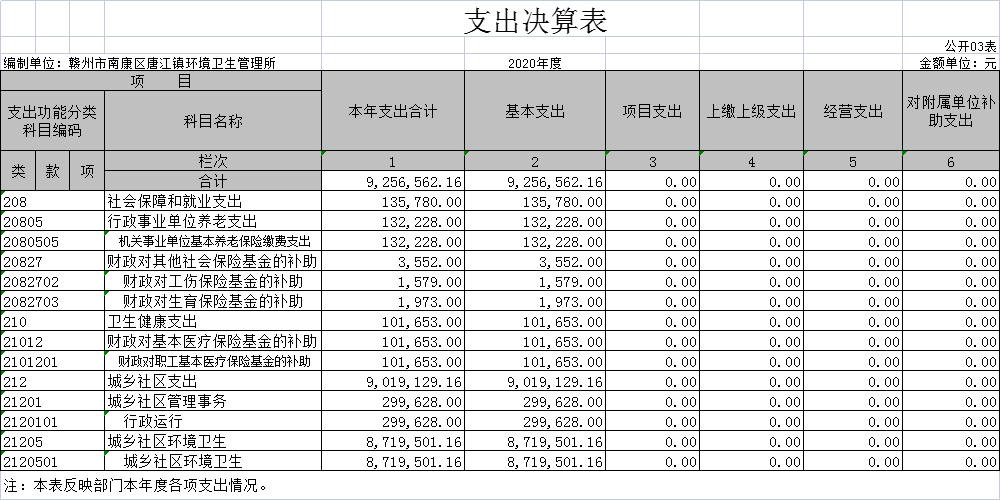 支出决算表
公开03表
编制单位：赣州市南康区唐江镇环境卫生管理所 2020年度 金额单位：元
项 目 本年支出合计 基本支出 项目支出 上缴上级支出 经营支出 对附属单位补助支出
支出功能分类科目编码 科目名称
类 款 项 栏次 1 2 3 4 5 6
合计 9,256,562.16 9,256,562.16 0.00 0.00 0.00 0.00
208 社会保障和就业支出 135,780.00 135,780.00 0.00 0.00 0.00 0.00
20805 行政事业单位养老支出 132,228.00 132,228.00 0.00 0.00 0.00 0.00
2080505 机关事业单位基本养老保险缴费支出 132,228.00 132,228.00 0.00 0.00 0.00 0.00
20827 财政对其他社会保险基金的补助 3,552.00 3,552.00 0.00 0.00 0.00 0.00
2082702 财政对工伤保险基金的补助 1,579.00 1,579.00 0.00 0.00 0.00 0.00
2082703 财政对生育保险基金的补助 1,973.00 1,973.00 0.00 0.00 0.00 0.00
210 卫生健康支出 101,653.00 101,653.00 0.00 0.00 0.00 0.00
21012 财政对基本医疗保险基金的补助 101,653.00 101,653.00 0.00 0.00 0.00 0.00
2101201 财政对职工基本医疗保险基金的补助 101,653.00 101,653.00 0.00 0.00 0.00 0.00
212 城乡社区支出 9,019,129.16 9,019,129.16 0.00 0.00 0.00 0.00
21201 城乡社区管理事务 299,628.00 299,628.00 0.00 0.00 0.00 0.00
2120101 行政运行 299,628.00 299,628.00 0.00 0.00 0.00 0.00
21205 城乡社区环境卫生 8,719,501.16 8,719,501.16 0.00 0.00 0.00 0.00
2120501 城乡社区环境卫生 8,719,501.16 8,719,501.16 0.00 0.00 0.00 0.00
注：本表反映部门本年度各项支出情况。